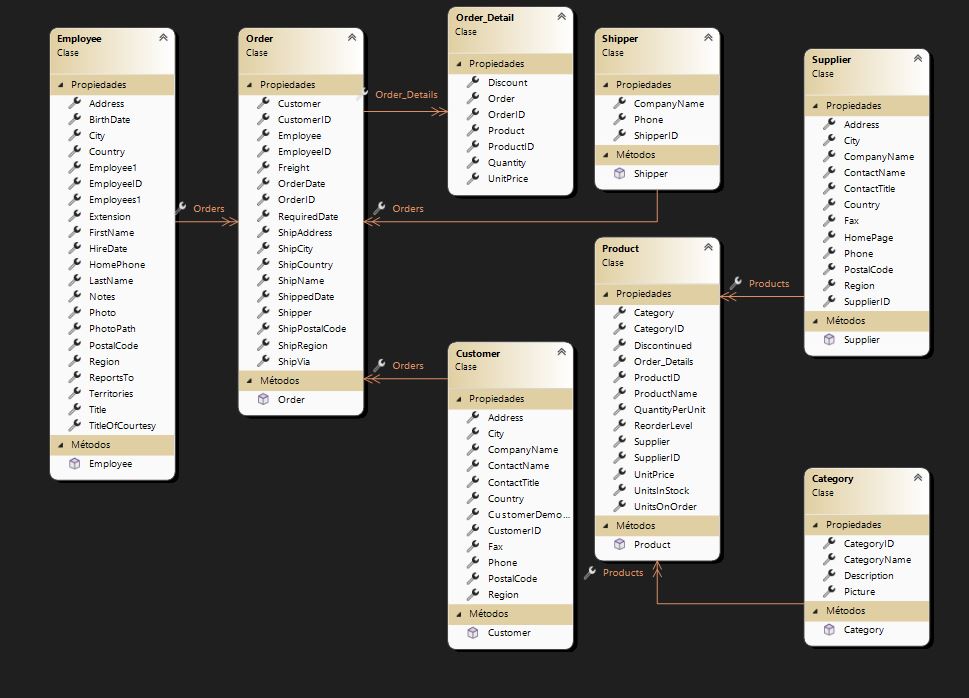 Employee
Clase
Propiedades
Address
BirthDate
City
Country
Employee1
EmployeeID
Employees1
Extension
FirstName
HireDate
HomePhone
LastName
Notes
Photo
PhotoPath
PostalCode
Region
ReportsTo
Territories
Title
TitleOfCourtesy
Métodos
Employee
Orders
Order
Clase
Propiedades
Customer
CustomerID
Employee
EmployeeID
Freight
OrderDate
OrderID
RequiredDate
ShipAddress
ShipCity
ShipCountry
ShipName
ShippedDate
Shipper
ShipPostalCode
ShipRegion
ShipVia
Métodos
Order
Order_Details
Orders
Orders
Order_Detail
Clase
Propiedades
Discount
Order
OrderID
Product
ProductID
Quantity
UnitPrice
Customer
Clase
Propiedades
Address
City
CompanyName
ContactName
ContactTitle
Country
CustomerDemo...
CustomerID
Fax
Phone
PostalCode
Region
Métodos
Customer
Shipper
Clase
Propiedades
CompanyName
Phone
ShipperID
Métodos
Shipper
Product
Clase
Propiedades
Category
CategoryID
Discontinued
Order_Details
ProductID
ProductName
QuantityPerUnit
ReorderLevel
Supplier
SupplierID
UnitPrice
UnitsInStock
UnitsOnOrder
Métodos
Product
Products
Products
Supplier
Clase
Propiedades
Address
City
CompanyName
ContactName
ContactTitle
Country
Fax
HomePage
Phone
PostalCode
Region
SupplierID
Métodos
Supplier
Category
Clase
Propiedades
CategoryID
CategoryName
Description
Picture
Métodos
Category